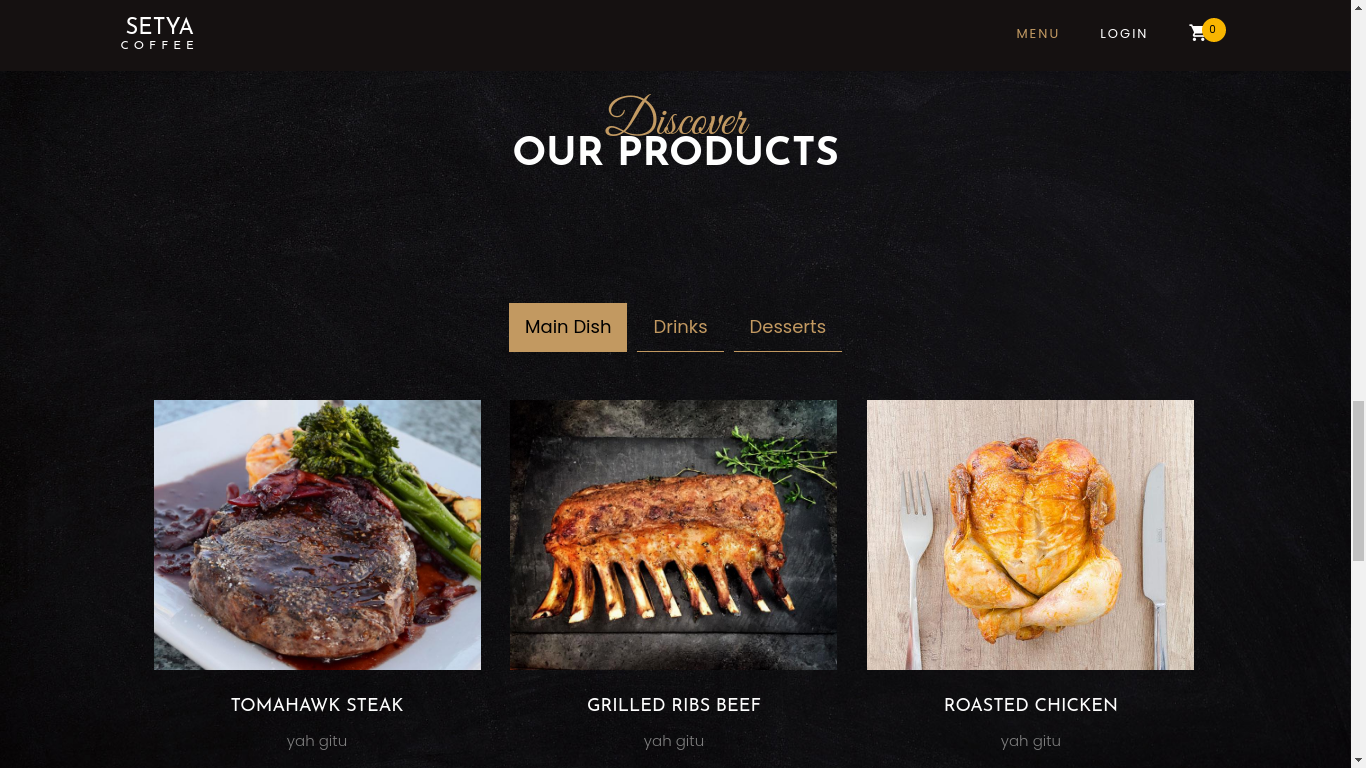 SETYA
COFFEE
MENU
LOGIN
0
Discover
OUR PRODUCTS
Main Dish
Drinks
Desserts
TOMAHAWK STEAK
GRILLED RIBS BEEF
ROASTED CHICKEN
yah gitu
yah gitu
yah gitu